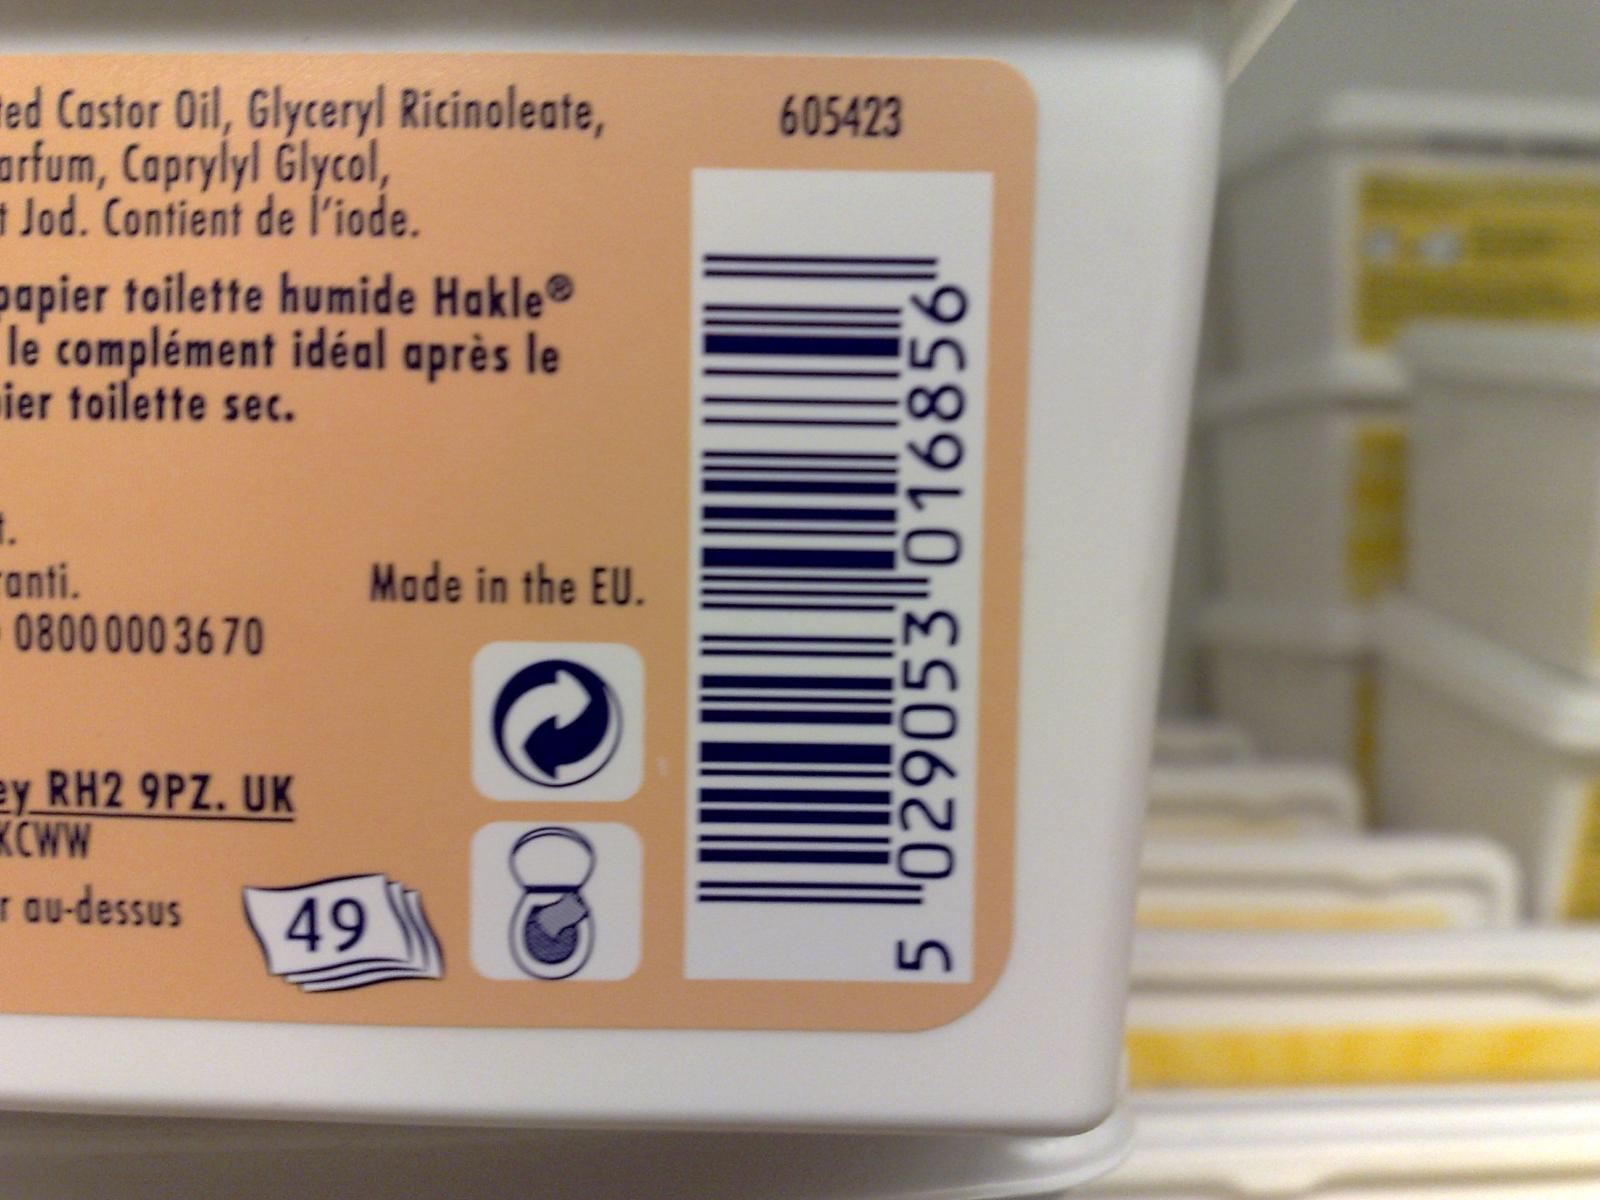 ted Castor Oil, Glyceryl Ricinoleate,
arfum, Caprylyl Glycol,
t Jod. Contient de l'iode.
605423
papier toilette humide Hakle®
le complément idéal après le
ier toilette sec.
t.
ranti.
08000003670
Made in the EU.
ey RH2 9PZ. UK
KCWW
r au-dessus
49
5 029053 016856